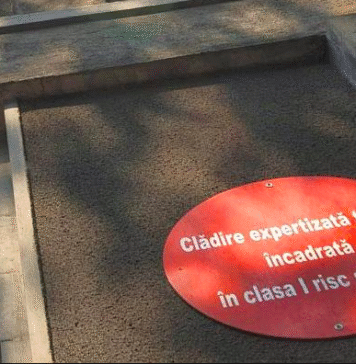 Clădire expertizată
încadrată
în clasa I risc